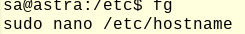 sa@astra:/etc$ fg
sudo nano /etc/hostname